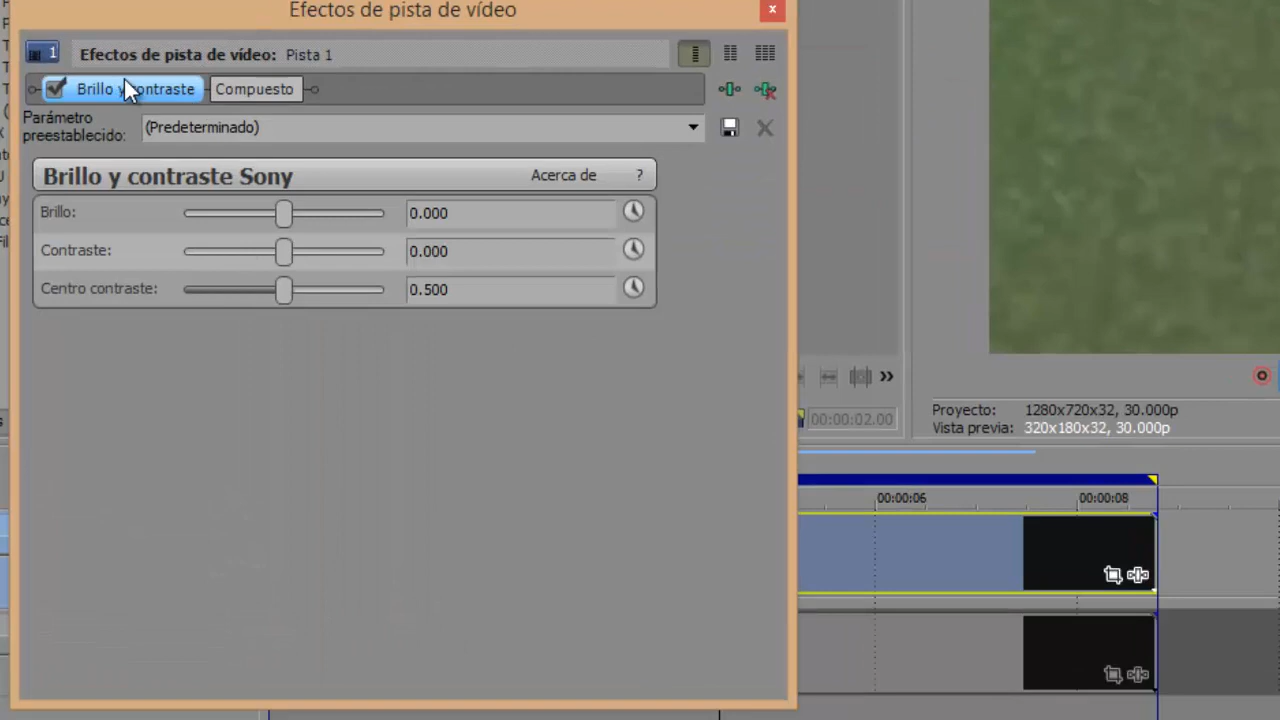 Efectos de pista de vídeo
x
1
Efectos de pista de vídeo: Pista 1
Brillo y contraste
Compuesto
Parámetro
preestablecido:
(Predeterminado)
Brillo y contraste Sony
Acerca de
?
Brillo:
0.000
Contraste:
0.000
Centro contraste:
0.500
00:00:02.00
Proyecto: 1280x720x32, 30.000p
Vista previa: 320x180x32, 30.000p
00:00:06
00:00:08